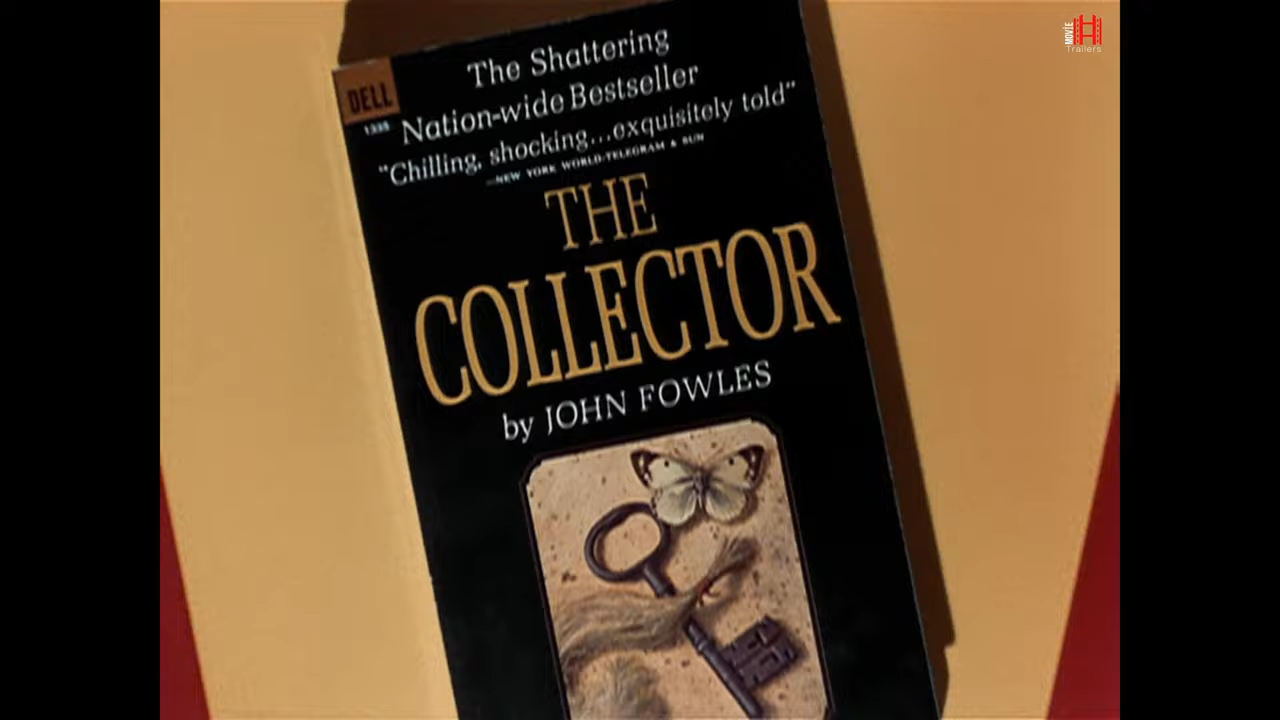 The Shattering
Nation-wide Bestseller
"Chilling, shocking...exquisitely told"
—NEW YORK WORLD-TELEGRAM & SUN
DELL
1335
THE
COLLECTOR
by JOHN FOWLES
MOVIE
Trailers